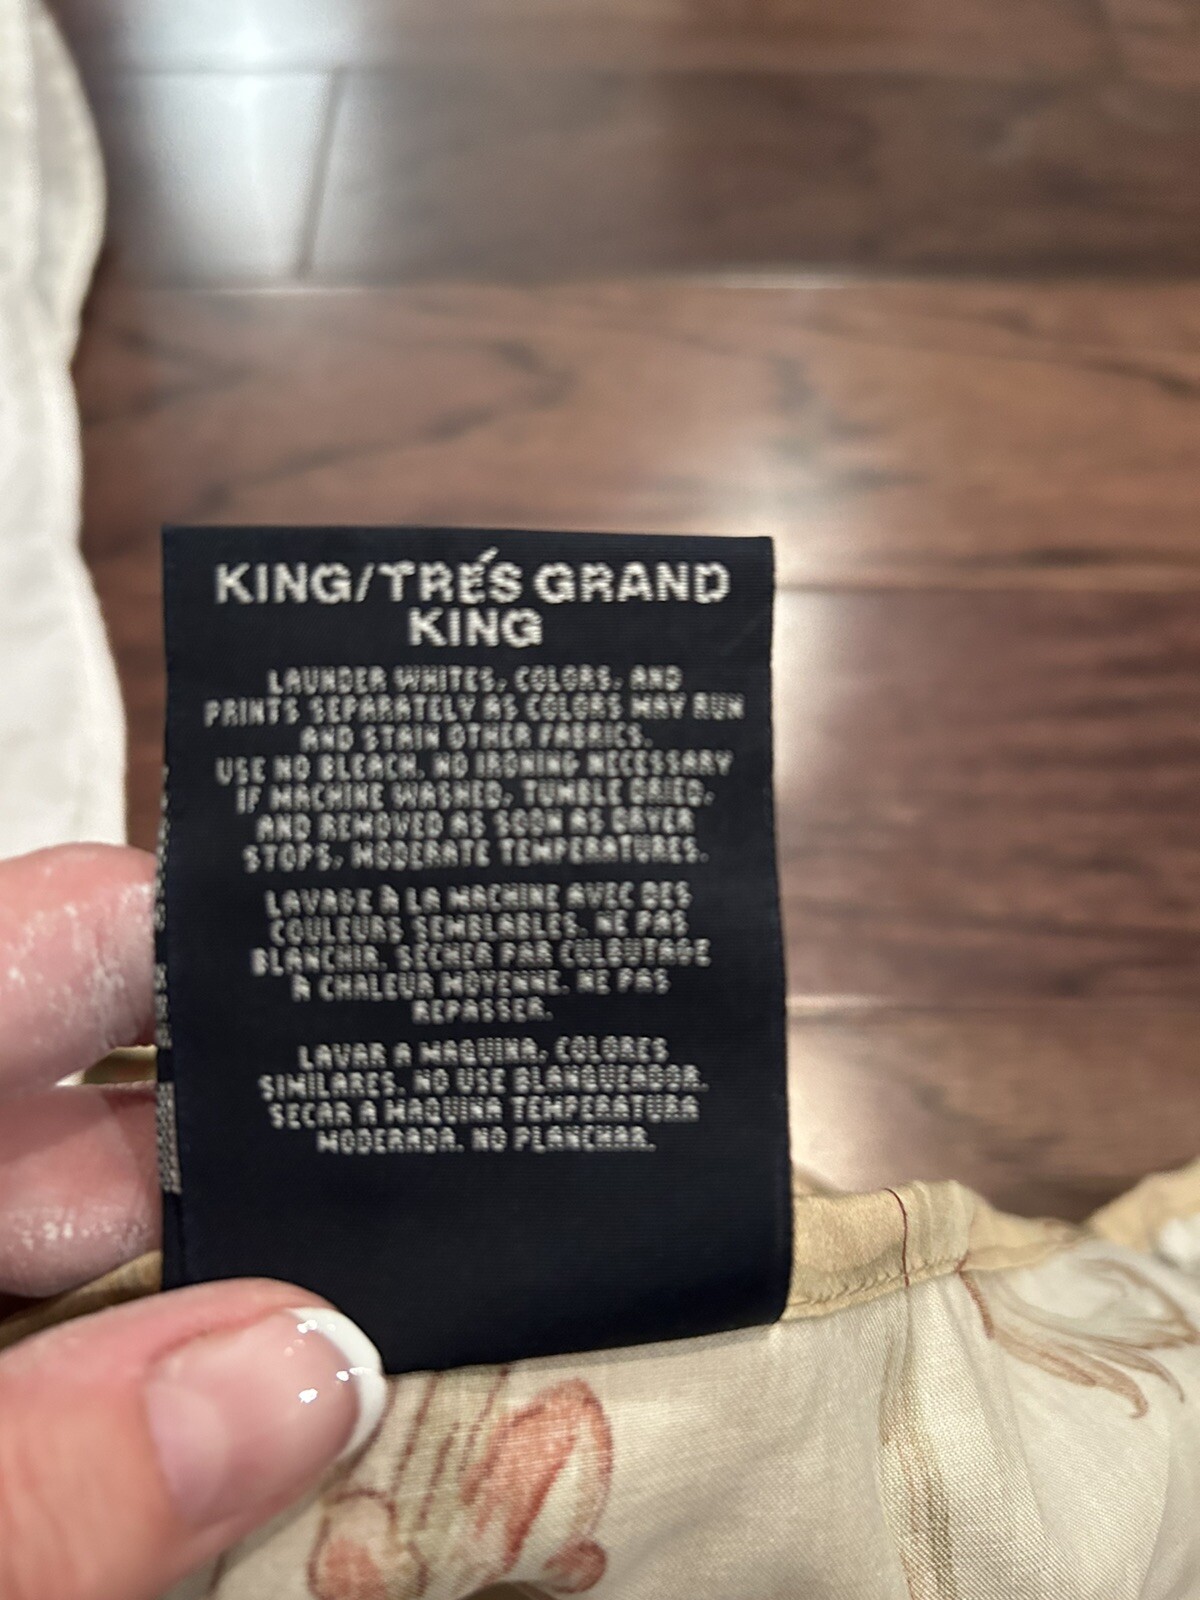 KING/TRÉS GRAND
KING
LAUNDER WHITES, COLORS, AND
PRINTS SEPARATELY AS COLORS MAY RUN
AND STAIN OTHER FABRICS.
USE NO BLEACH. NO IRONING NECESSARY
IF MACHINE WASHED, TUMBLE DRIED,
AND REMOVED AS SOON AS DRYER
STOPS, MODERATE TEMPERATURES.
LAVAGE À LA MACHINE AVEC DES
COULEURS SEMBLABLES. NE PAS
BLANCHIR. SÉCHER PAR CULBUTAGE
A CHALEUR MOYENNE. NE PAS
REPASSER.
LAVAR A MAQUINA, COLORES
SIMILARES. NO USE BLANQUEADOR.
SECAR A MAQUINA TEMPERATURA
MODERADA. NO PLANCHAR.